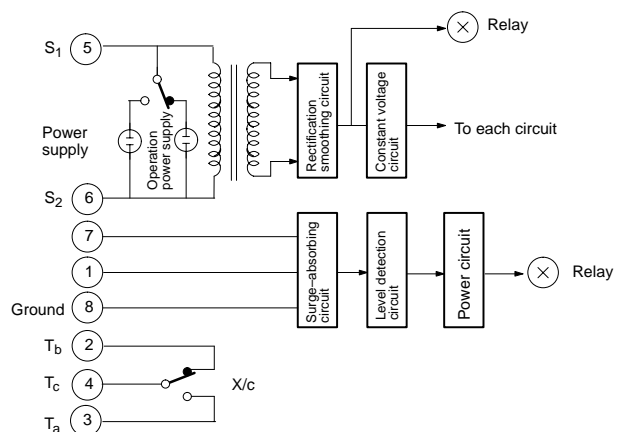 S1 5
Relay
Power supply
Operation power supply
Rectification smoothing circuit
Constant voltage circuit
To each circuit
S2 6
7
1
Ground 8
Surge–absorbing circuit
Level detection circuit
Power circuit
Relay
Tb 2
Tc 4
X/c
Ta 3